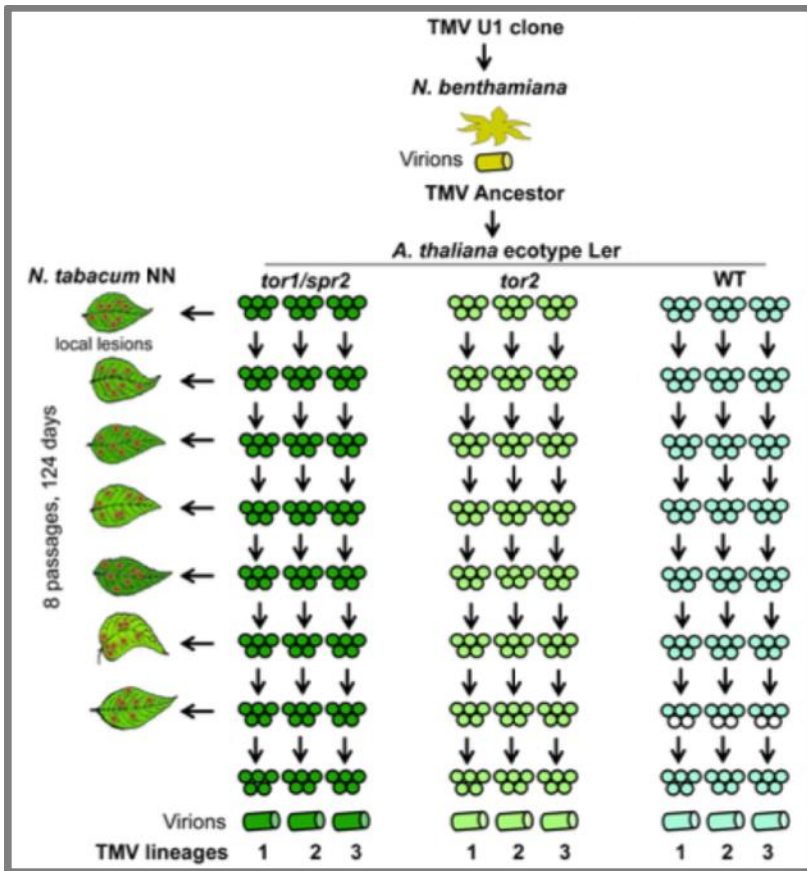 TMV U1 clone
N. benthamiana
Virions
TMV Ancestor
A. thaliana ecotype Ler
N. tabacum NN tor1/spr2 tor2 WT
local lesions
8 passages, 124 days
Virions
TMV lineages 1 2 3 1 2 3 1 2 3